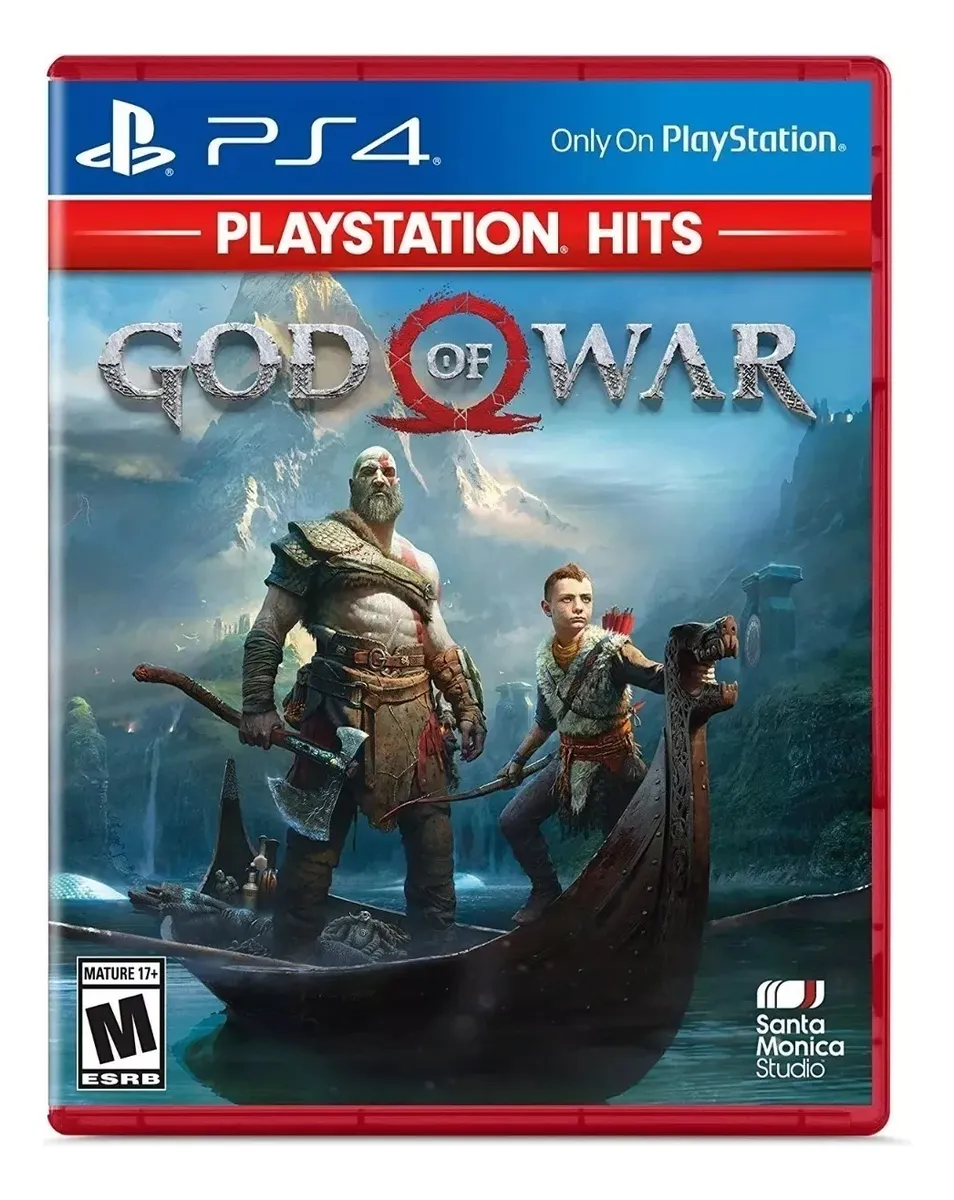 PS4
Only On PlayStation®
PLAYSTATION® HITS
GOD OF WAR
MATURE 17+
M
ESRB
Santa
Monica
Studio